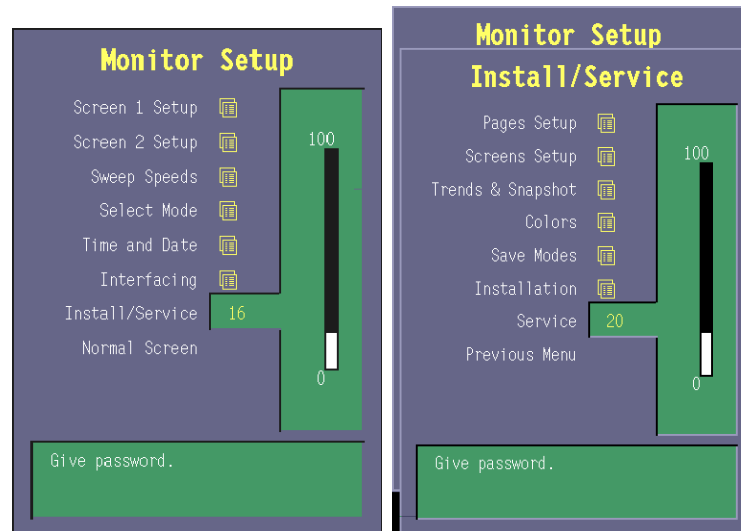 Monitor Setup
Screen 1 Setup
Screen 2 Setup
Sweep Speeds
Select Mode
Time and Date
Interfacing
Install/Service 16
Normal Screen
100
0
Give password.
Monitor Setup
Install/Service
Pages Setup
Screens Setup
Trends & Snapshot
Colors
Save Modes
Installation
Service 20
Previous Menu
100
0
Give password.